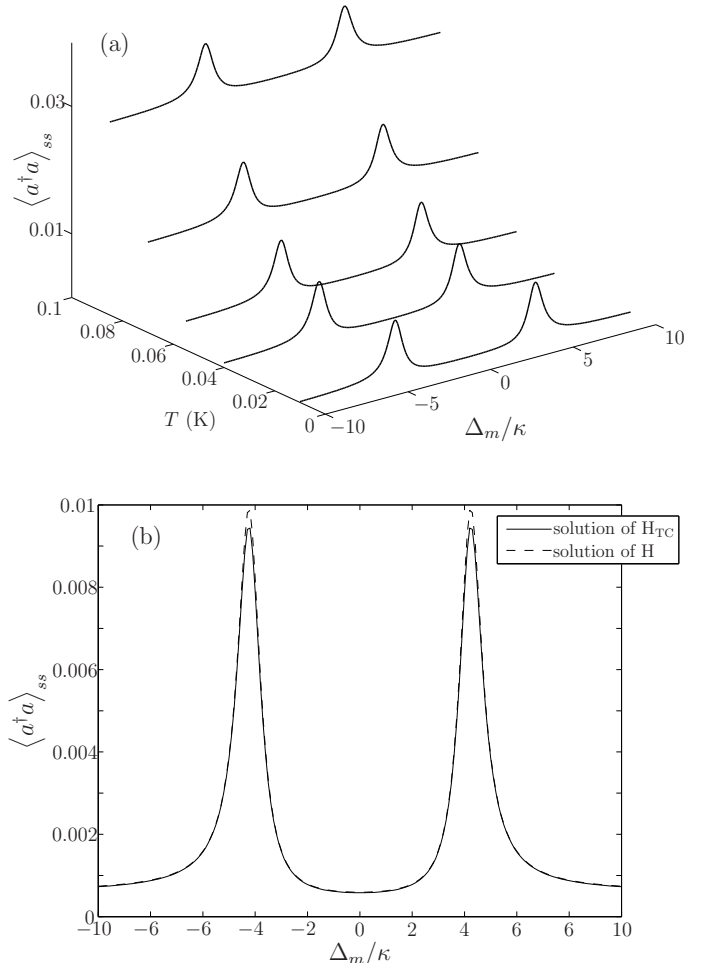 (a)
0.03
0.01
⟨a†a⟩ss
0.1
0.08
0.06
0.04
0.02
0
T (K)
−10
−5
0
5
10
Δm/κ
(b)
solution of HTC
solution of H
0.01
0.008
0.006
0.004
0.002
0
⟨a†a⟩ss
−10 −4 −6 −4 −2 0 2 4 6 6 10
Δm/κ